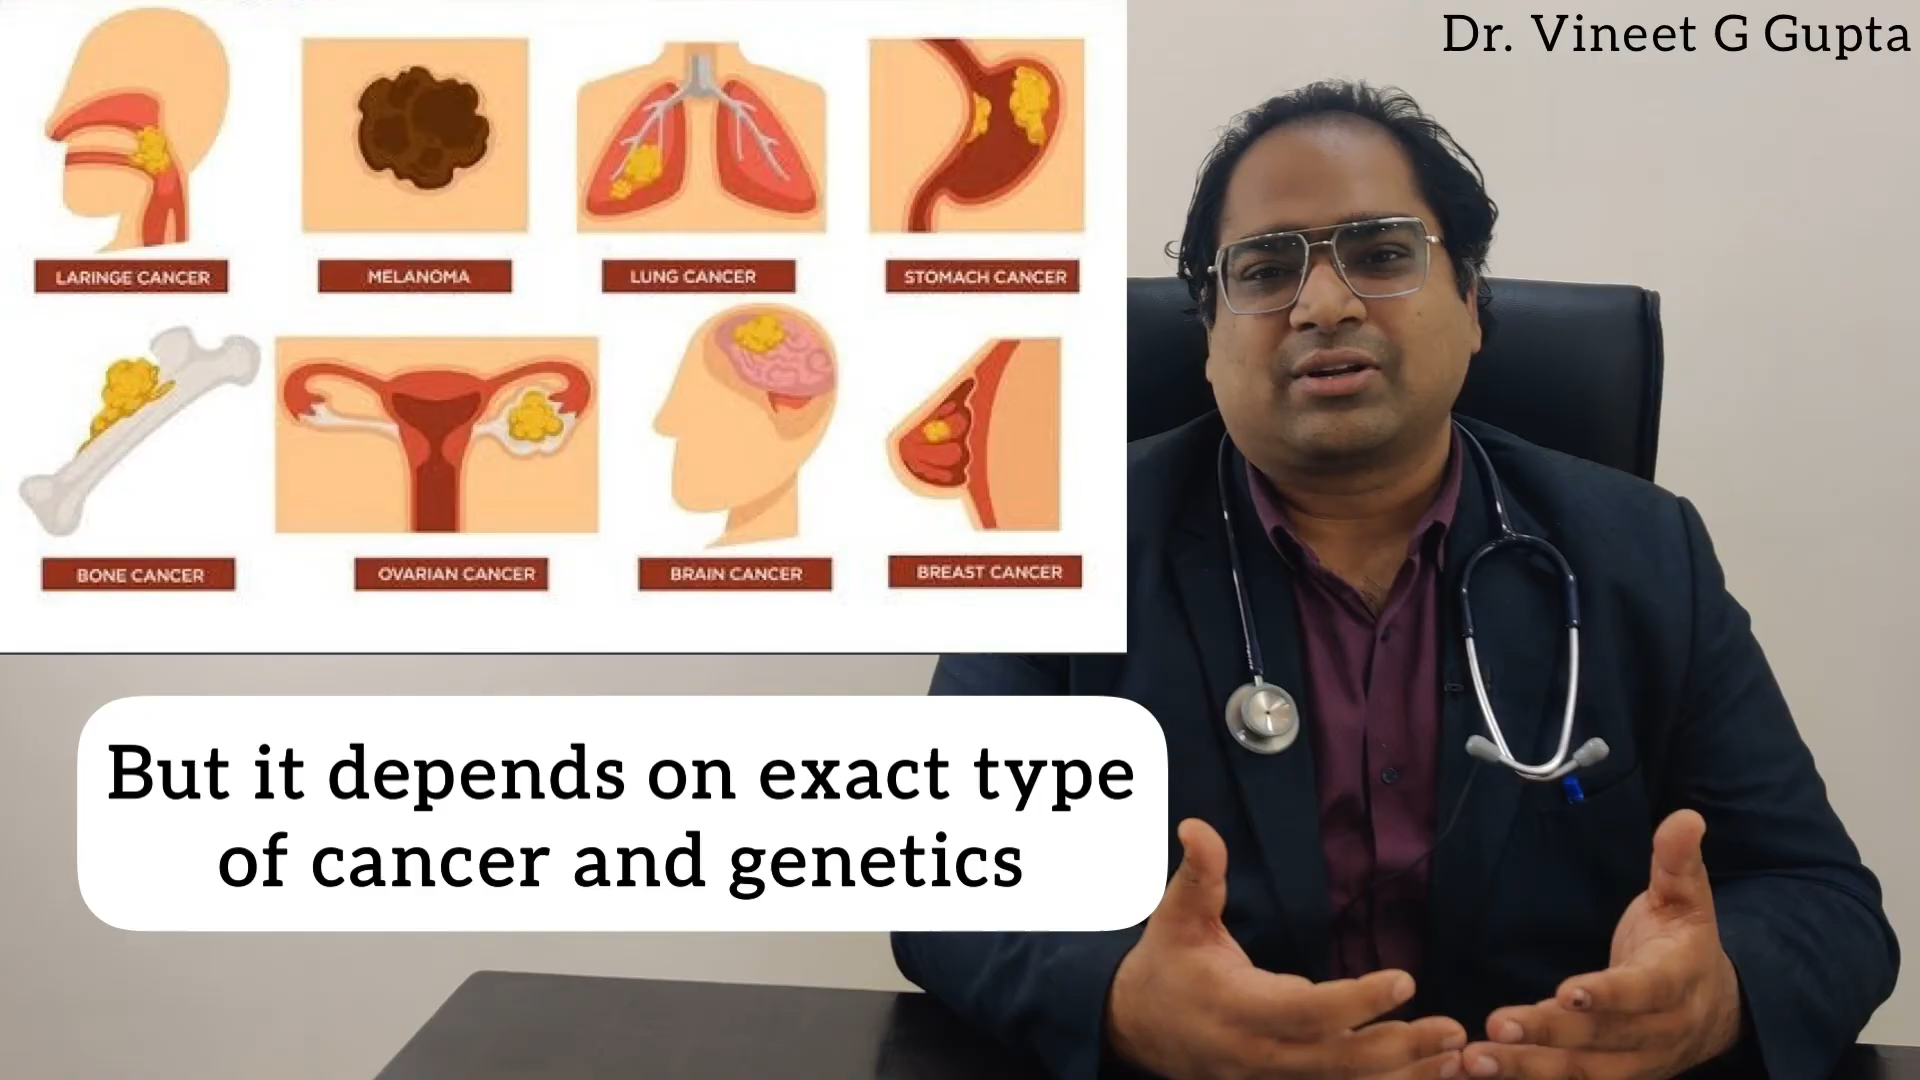 Dr. Vineet G Gupta
LARINGE CANCER
MELANOMA
LUNG CANCER
STOMACH CANCER
BONE CANCER
OVARIAN CANCER
BRAIN CANCER
BREAST CANCER
But it depends on exact type
of cancer and genetics